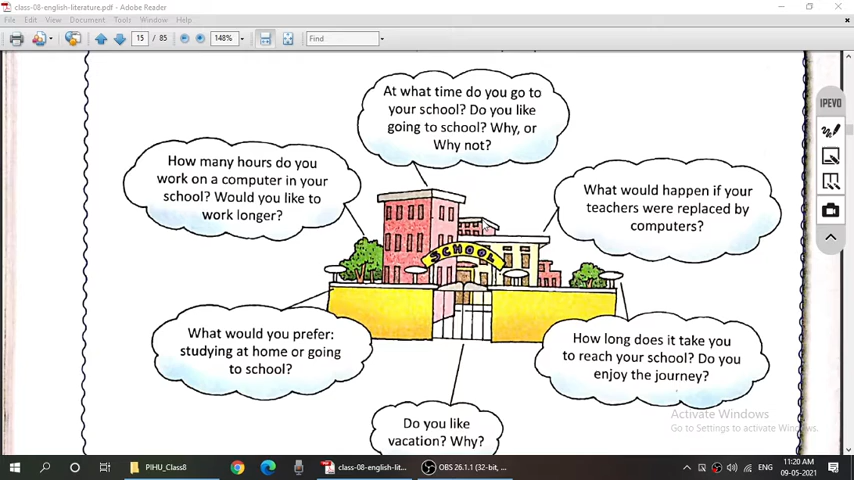 class-08-english-literature.pdf - Adobe Reader
File Edit View Document Tools Window Help
15 / 85 148% Find
At what time do you go to
your school? Do you like
going to school? Why, or
Why not?
How many hours do you
work on a computer in your
school? Would you like to
work longer?
What would happen if your
teachers were replaced by
computers?
IPEVO
SCHOOL
What would you prefer:
studying at home or going
to school?
How long does it take you
to reach your school? Do you
enjoy the journey?
Do you like
vacation? Why?
Activate Windows
Go to Settings to activate Windows.
PIHU_Class8
class-08-english-lit...
OBS 26.1.1 (32-bit, ...
ENG
11:20 AM
09-05-2021